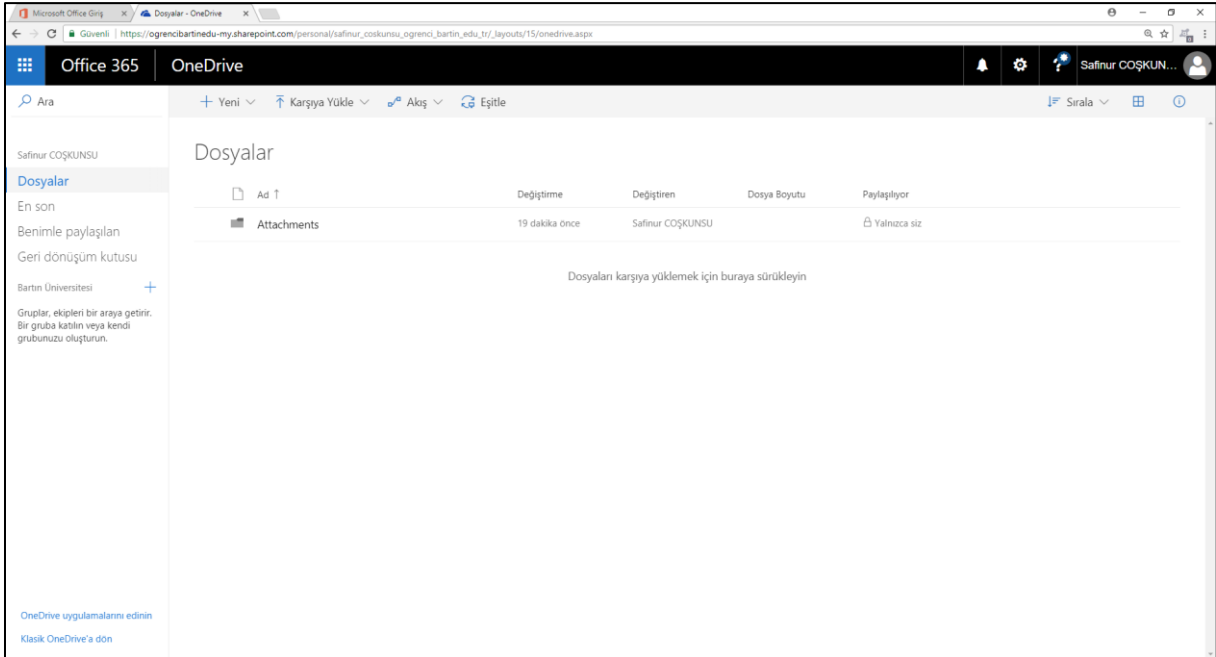 Microsoft Office Giriş
Dosyalar - OneDrive
Güvenli | https://ogrencibartinedu-my.sharepoint.com/personal/safinur_coskunsu_ogrenci_bartin_edu_tr/_layouts/15/onedrive.aspx
Office 365 OneDrive Safinur COŞKUN...
Ara
Yeni Karşıya Yükle Akış Eşitle Sırala
Safinur COŞKUNSU
Dosyalar
En son
Benimle paylaşılan
Geri dönüşüm kutusu
Bartın Üniversitesi
Gruplar, ekipleri bir araya getirir.
Bir gruba katılın veya kendi
grubunuzu oluşturun.
OneDrive uygulamalarını edinin
Klasik OneDrive'a dön
Dosyalar
Ad ↑ Değiştirme Değiştiren Dosya Boyutu Paylaşılıyor
Attachments 19 dakika önce Safinur COŞKUNSU Yalnızca siz
Dosyaları karşıya yüklemek için buraya sürükleyin